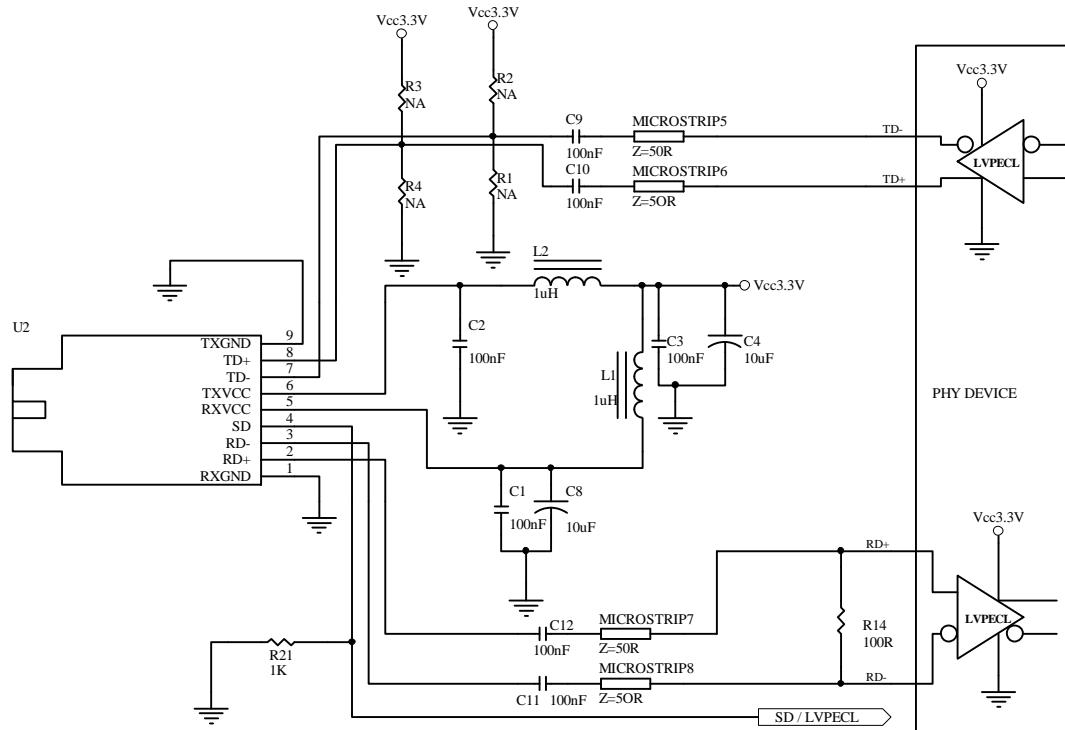 Vcc3.3V
Vcc3.3V
Vcc3.3V
R3
NA
R2
NA
C9
100nF
MICROSTRIP5
Z=50R
TD-
LVPECL
C10
100nF
MICROSTRIP6
Z=5OR
TD+
R4
NA
R1
NA
L2
1uH
Vcc3.3V
U2
C2
100nF
C3
100nF
C4
10uF
L1
1uH
PHY DEVICE
TXGND 9
TD+ 8
TD- 7
TXVCC 6
RXVCC 5
SD 4
RD- 3
RD+ 2
RXGND 1
C1
100nF
C8
10uF
Vcc3.3V
RD+
LVPECL
C12
100nF
MICROSTRIP7
Z=50R
R14
100R
R21
1K
C11 100nF
MICROSTRIP8
Z=5OR
RD-
SD / LVPECL